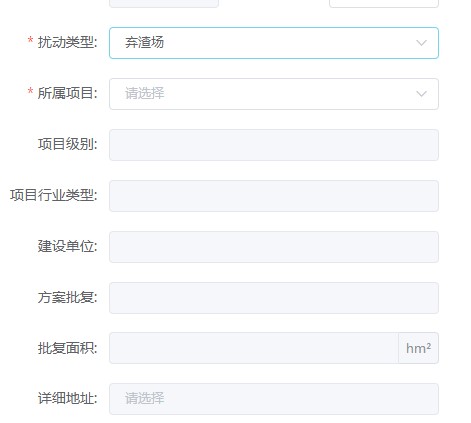 * 扰动类型: 弃渣场
* 所属项目: 请选择
项目级别:
项目行业类型:
建设单位:
方案批复:
批复面积: hm²
详细地址: 请选择